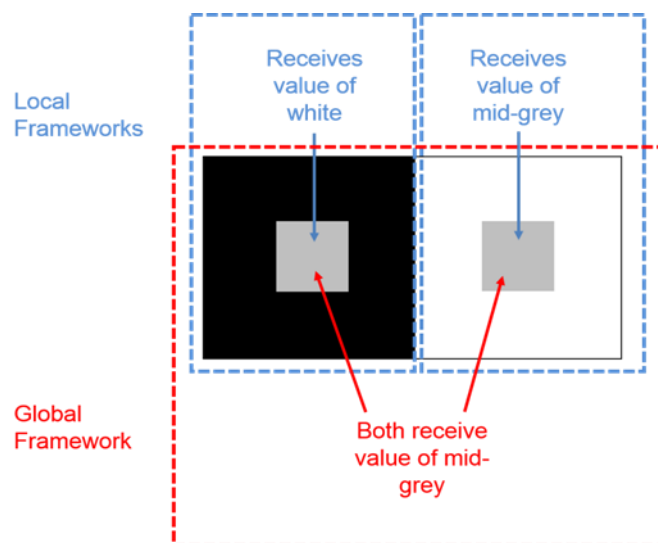 Receives
value of
white
Receives
value of
mid-grey
Local
Frameworks
Global
Framework
Both receive
value of mid-
grey